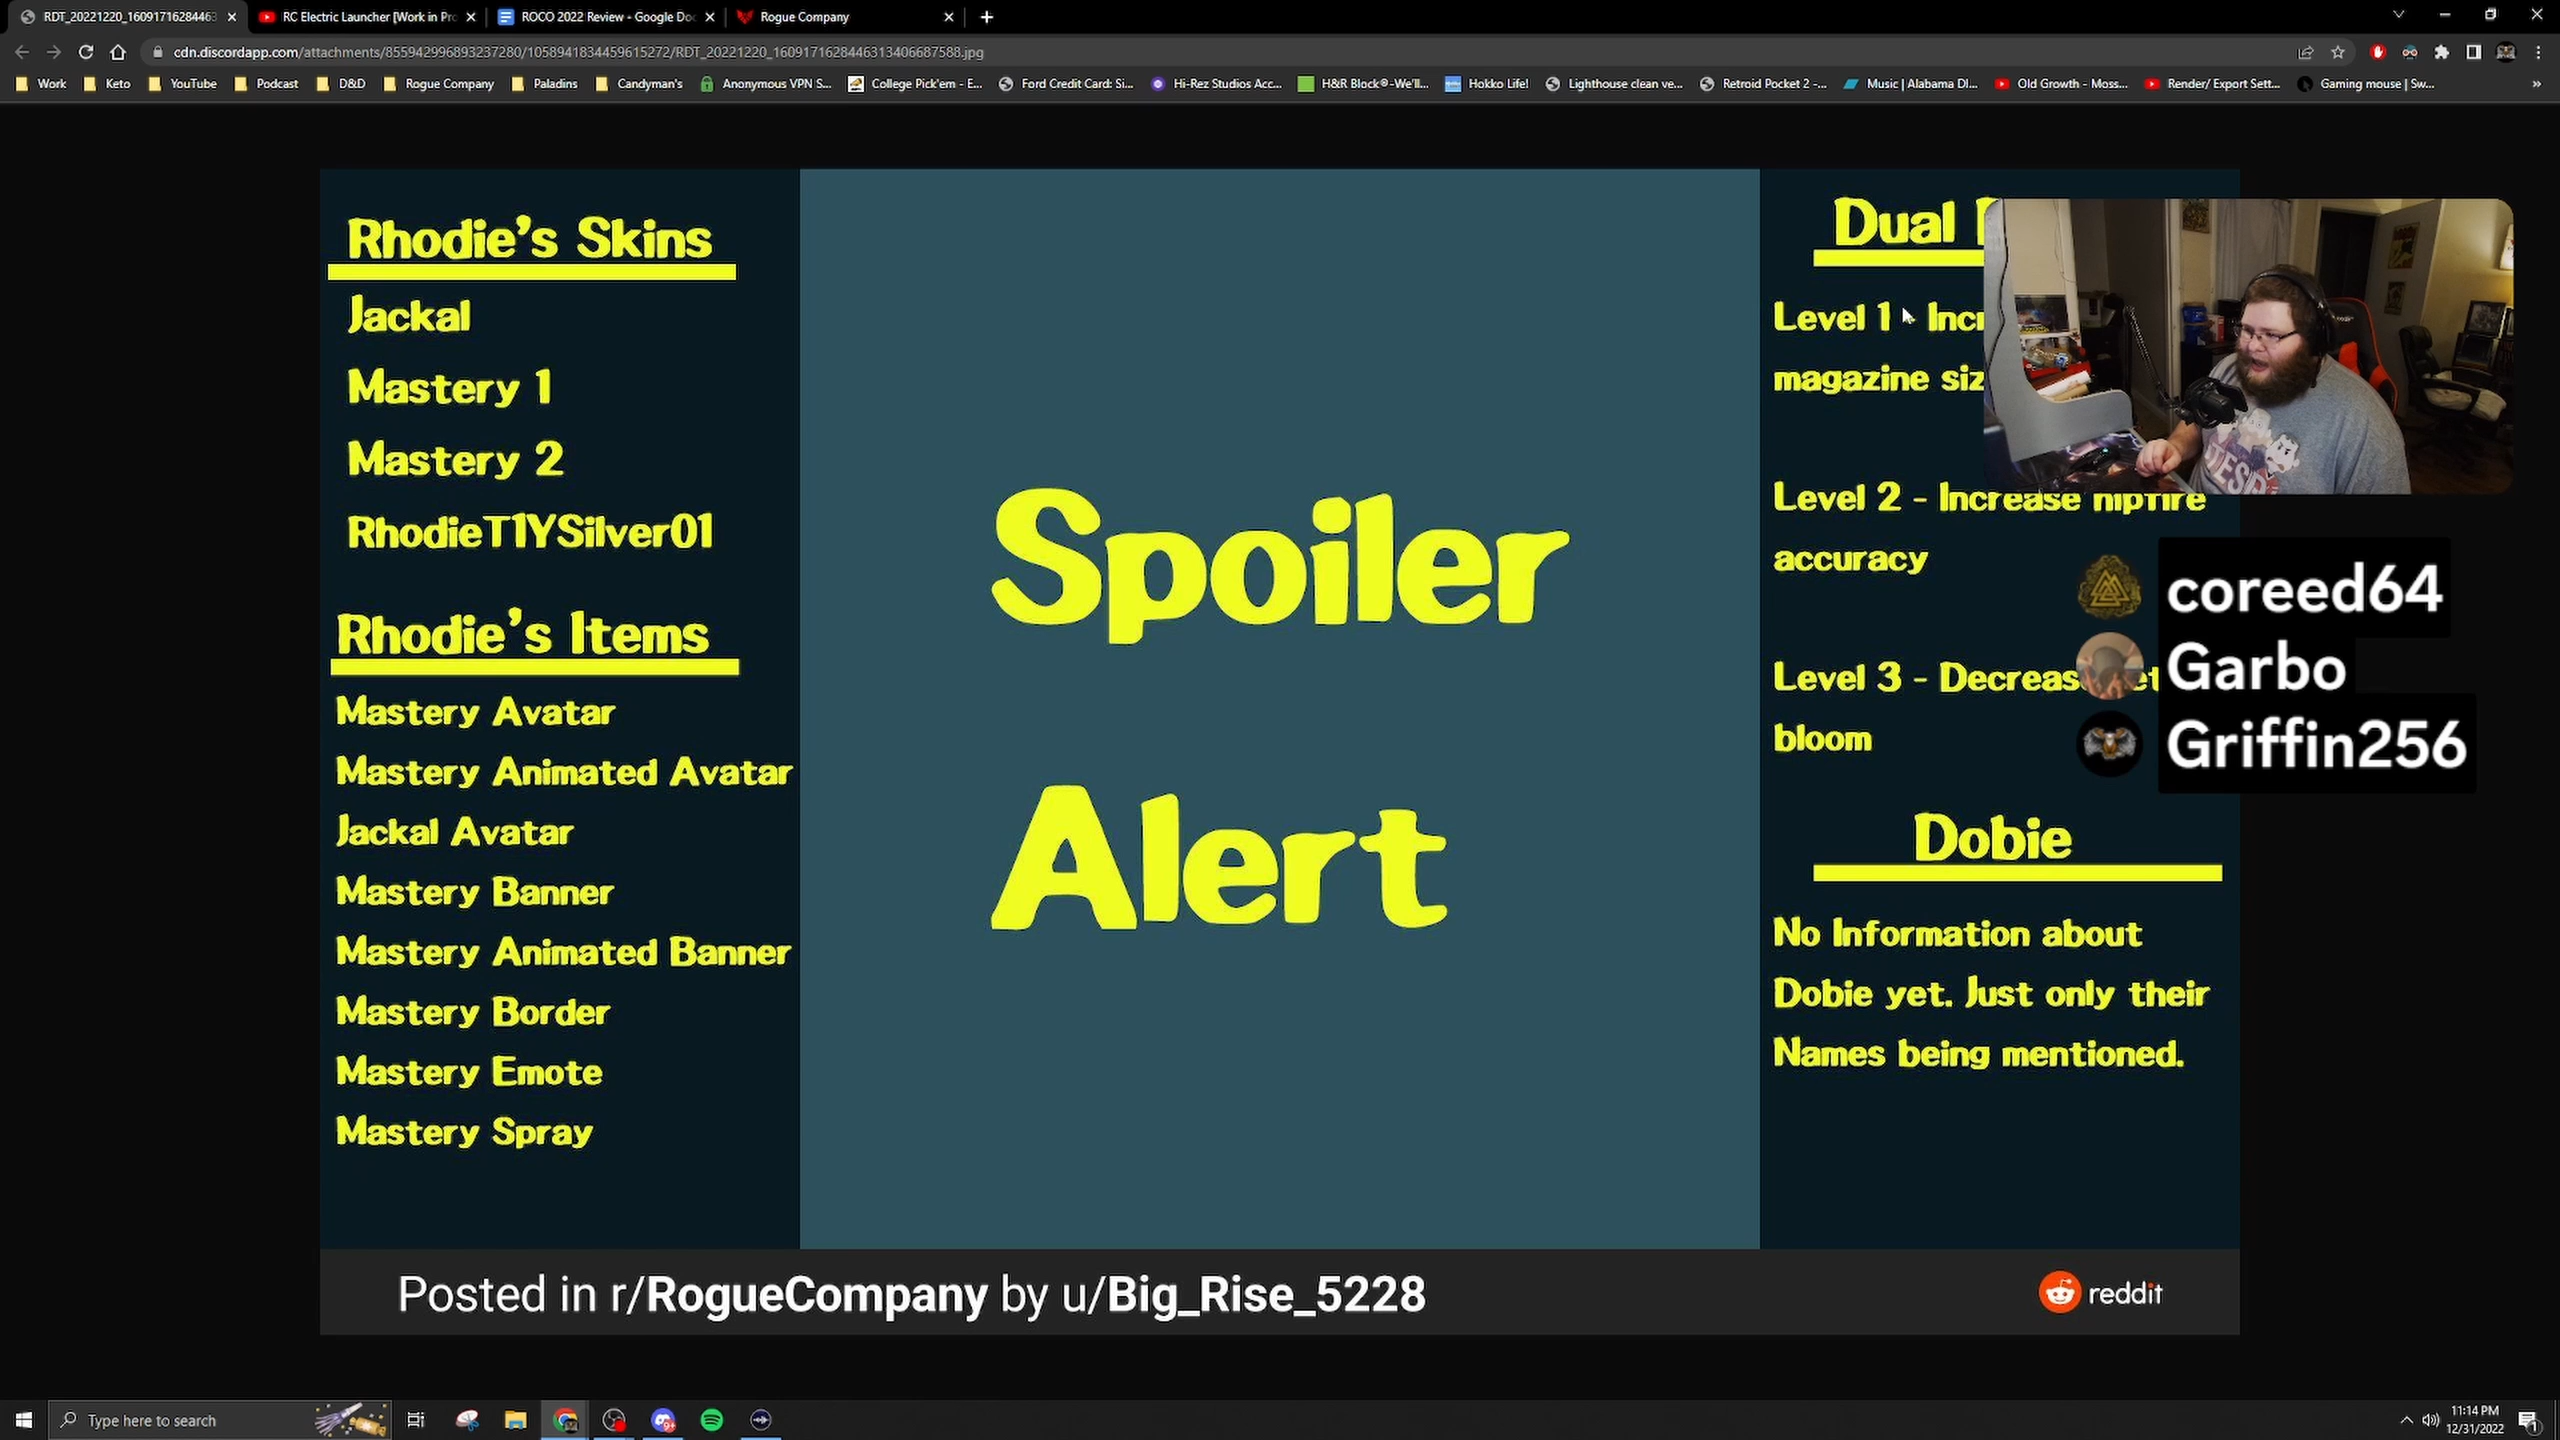 RDT_20221220_16091716284463
RC Electric Launcher [Work in Pro
ROCO 2022 Review - Google Doc
Rogue Company
cdn.discordapp.com/attachments/855942996893237280/1058941834459615272/RDT_20221220_1609171628446313406687588.jpg
Work
Keto
YouTube
Podcast
D&D
Rogue Company
Paladins
Candyman's
Anonymous VPN S...
College Pick'em - E...
Ford Credit Card: Si...
Hi-Rez Studios Acc...
H&R Block®-We'll...
Hokko Life!
Lighthouse clean ve...
Retroid Pocket 2 -...
Music | Alabama Dl...
Old Growth - Moss...
Render/ Export Sett...
Gaming mouse | Sw...
Rhodie's Skins
Jackal
Mastery 1
Mastery 2
RhodieT1YSilver01
Rhodie's Items
Mastery Avatar
Mastery Animated Avatar
Jackal Avatar
Mastery Banner
Mastery Animated Banner
Mastery Border
Mastery Emote
Mastery Spray
Spoiler
Alert
Dual
Level 1 - Incr
magazine siz
Level 2 - Increase hipfire
accuracy
Level 3 - Decreas
bloom
coreed64
Garbo
Griffin256
Dobie
No Information about
Dobie yet. Just only their
Names being mentioned.
Posted in r/RogueCompany by u/Big_Rise_5228
reddit
Type here to search
11:14 PM
12/31/2022